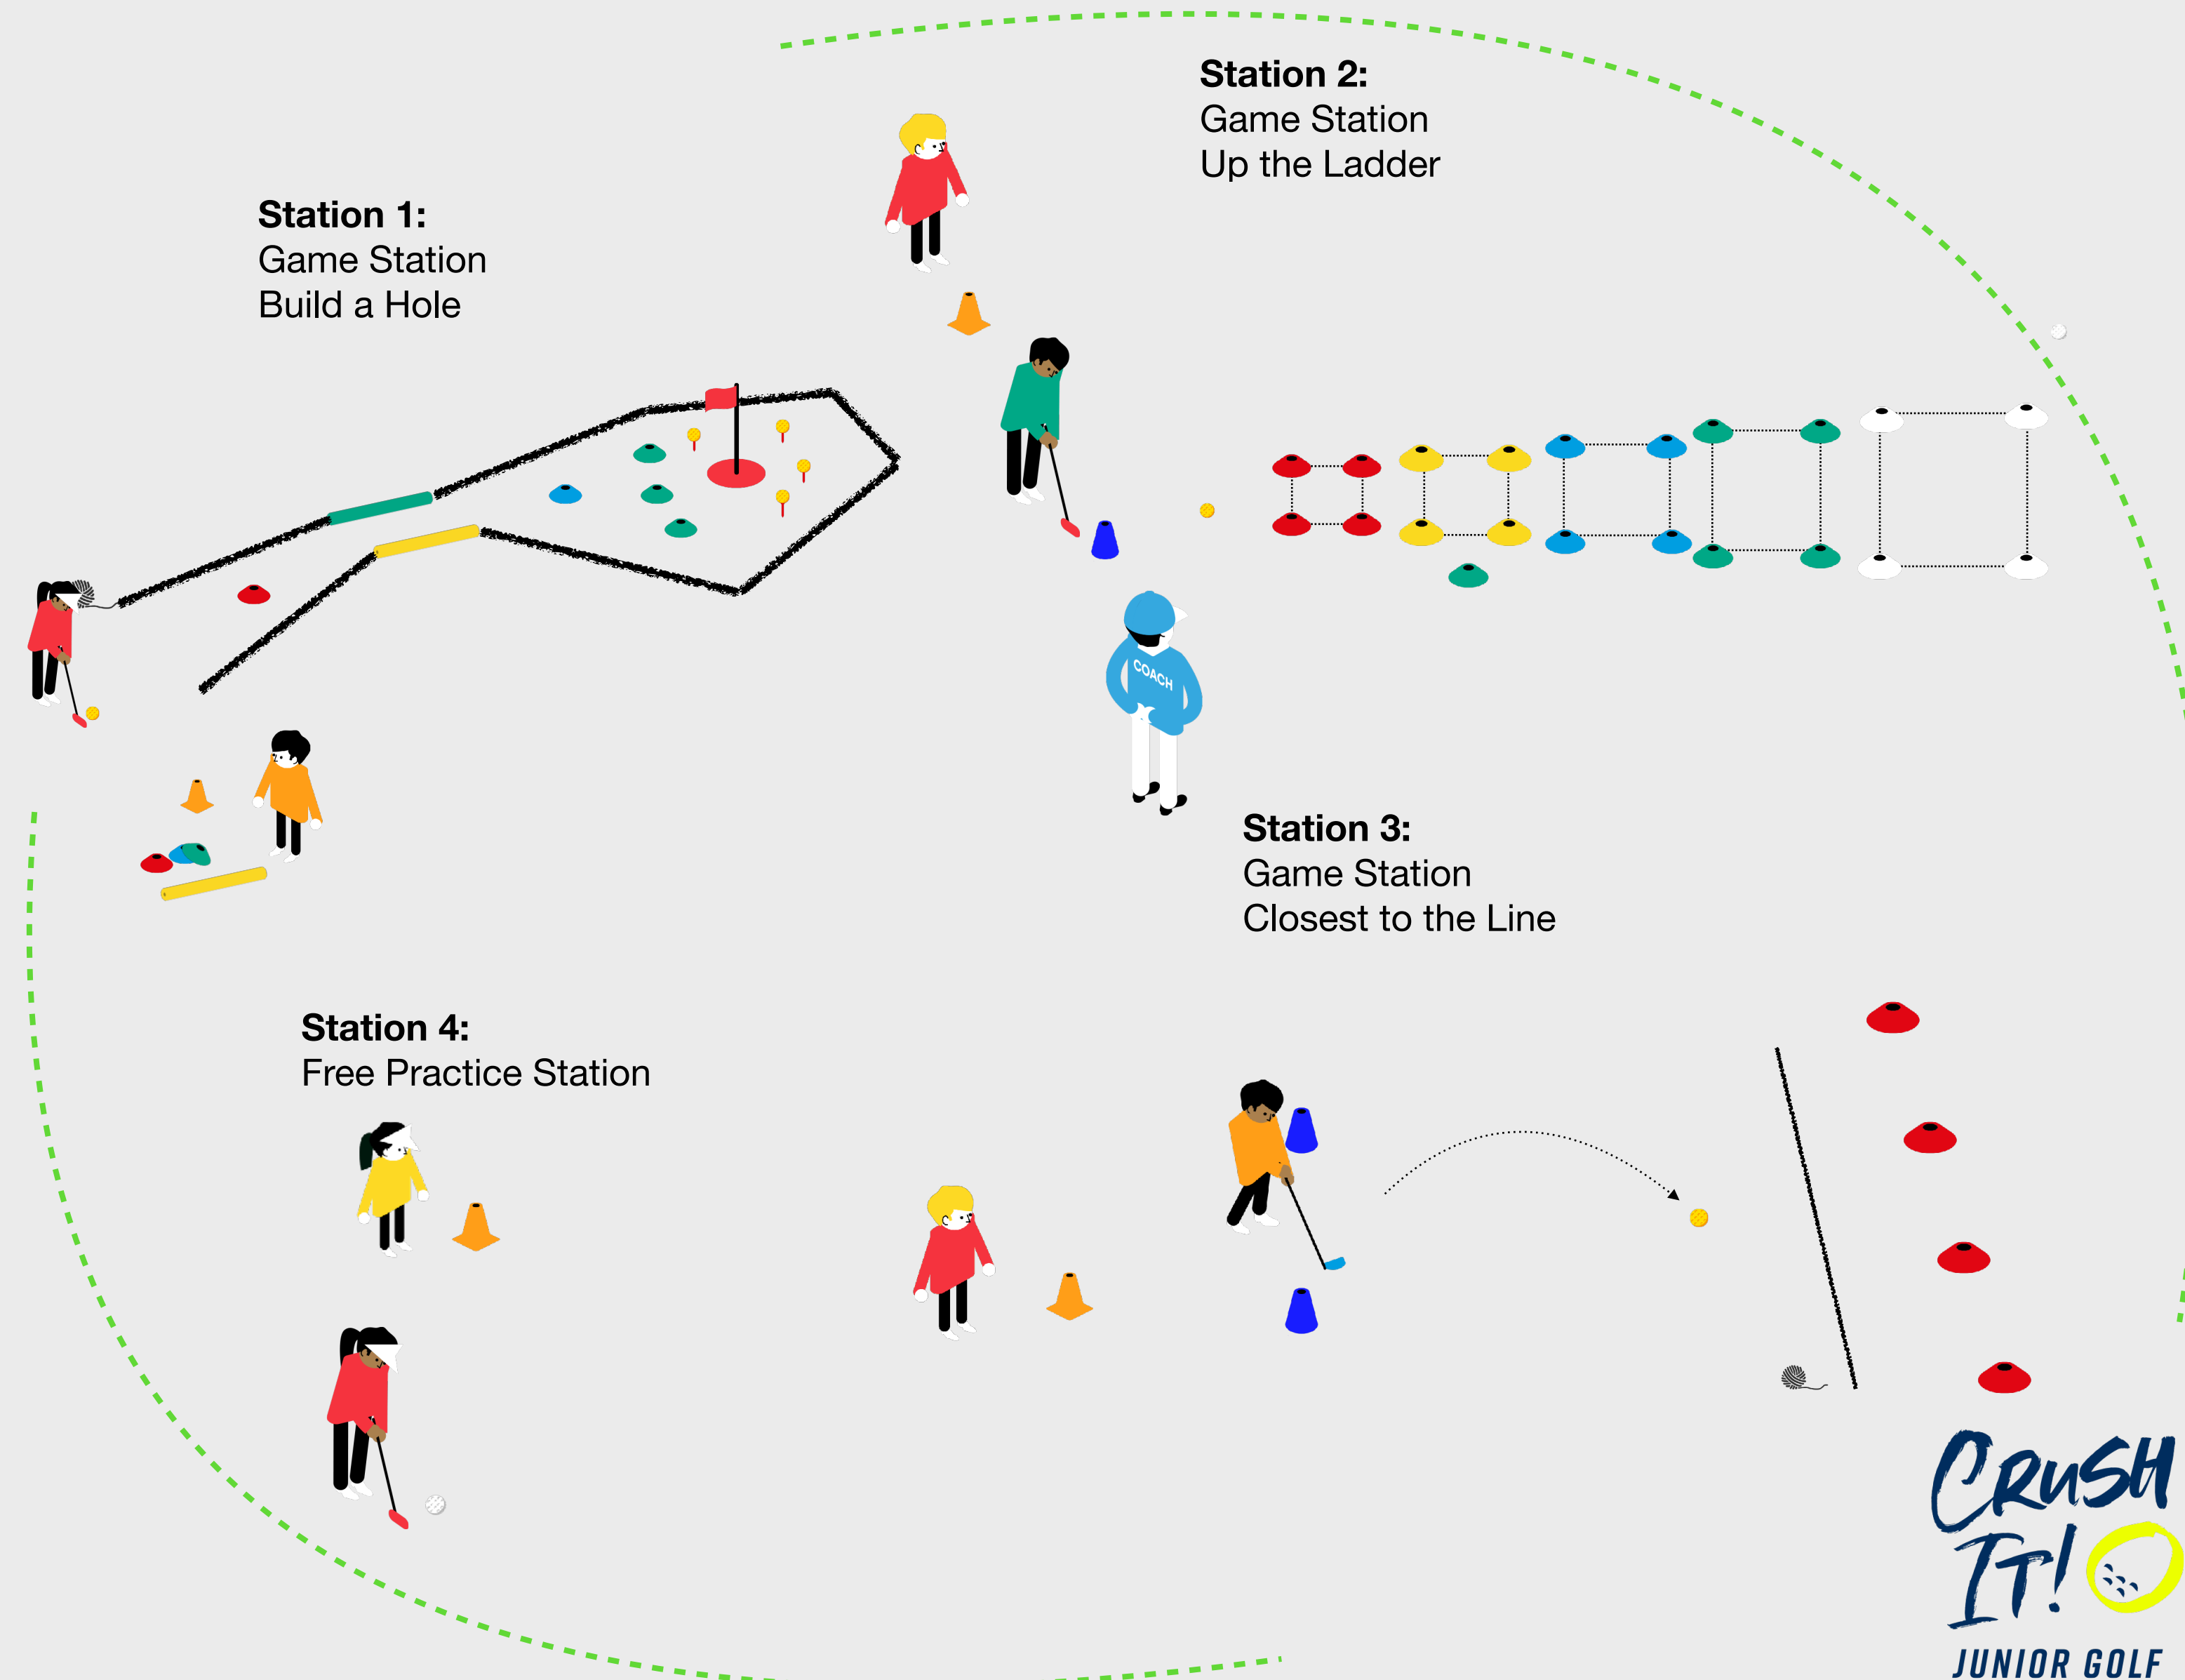 Station 1:
Game Station
Build a Hole
Station 2:
Game Station
Up the Ladder
COACH
Station 3:
Game Station
Closest to the Line
Station 4:
Free Practice Station
CRuSH
IT!
JUNIOR GOLF